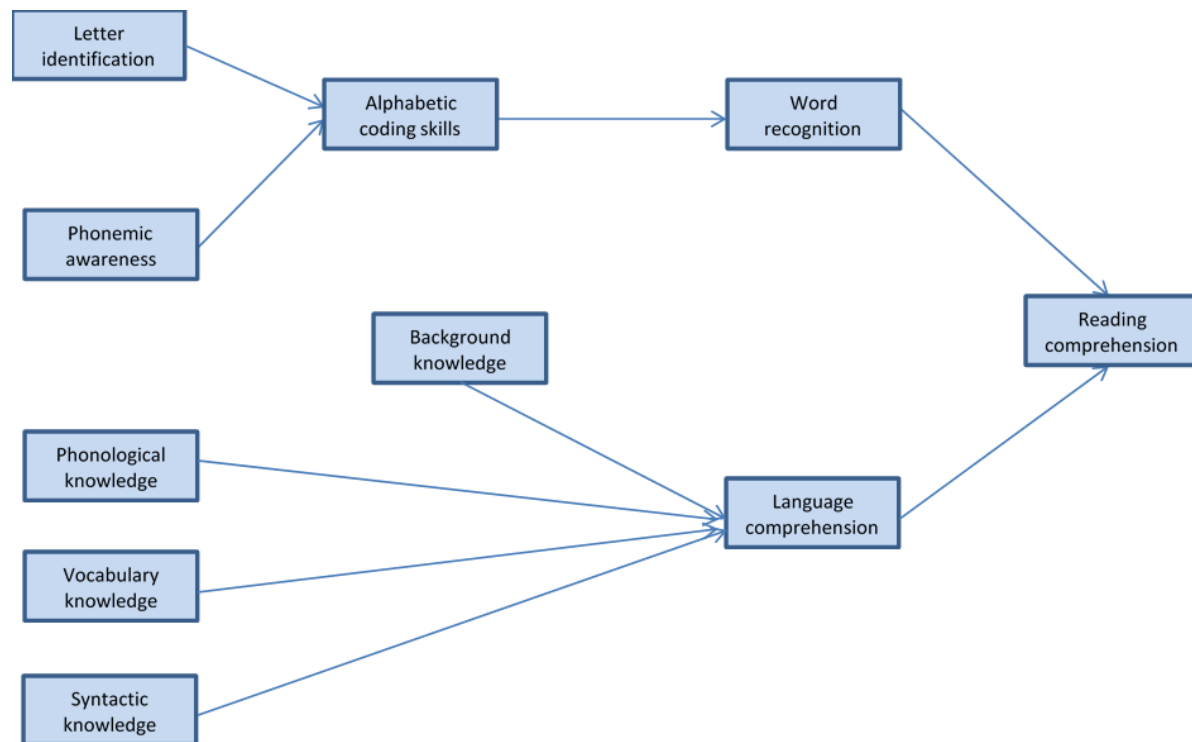 Letter
identification
Alphabetic
coding skills
Word
recognition
Phonemic
awareness
Reading
comprehension
Background
knowledge
Phonological
knowledge
Language
comprehension
Vocabulary
knowledge
Syntactic
knowledge